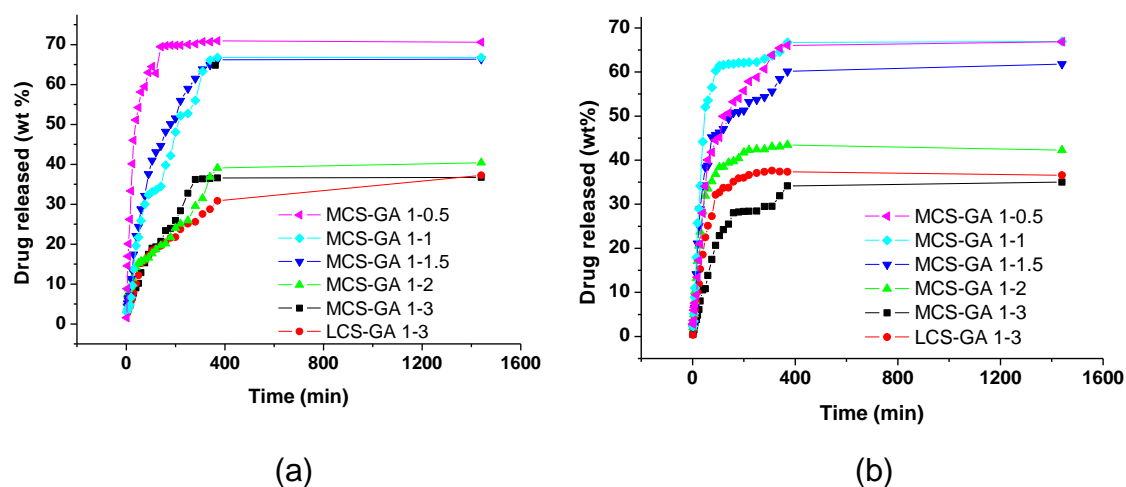 Drug released (wt %)
70
60
50
40
30
20
10
0
MCS-GA 1-0.5
MCS-GA 1-1
MCS-GA 1-1.5
MCS-GA 1-2
MCS-GA 1-3
LCS-GA 1-3
0 400 800 1200 1600
Time (min)
(a)
Drug released (wt%)
70
60
50
40
30
20
10
0
MCS-GA 1-0.5
MCS-GA 1-1
MCS-GA 1-1.5
MCS-GA 1-2
MCS-GA 1-3
LCS-GA 1-3
0 400 800 1200 1600
Time (min)
(b)